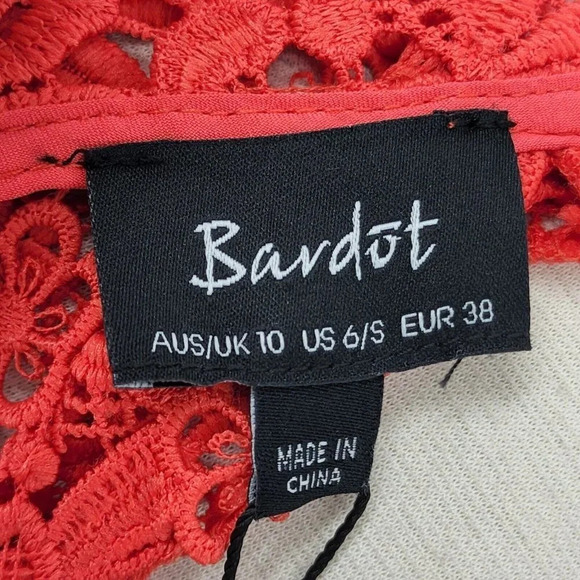 Bardōt
AUS/UK 10 US 6/S EUR 38
MADE IN
CHINA